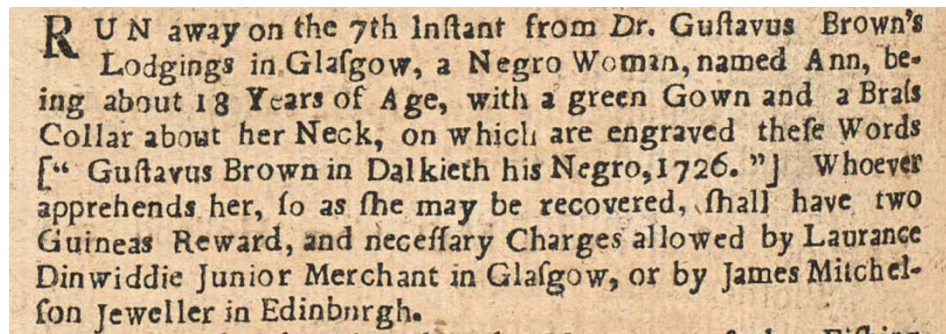 RUN away on the 7th Inſtant from Dr. Guſtavus Brown's
Lodgings in Glaſgow, a Negro Woman, named Ann, be-
ing about 18 Years of Age, with a green Gown and a Braſs
Collar about her Neck, on which are engraved theſe Words
[“ Guſtavus Brown in Dalkieth his Negro, 1726. ”] Whoever
apprehends her, ſo as ſhe may be recovered, ſhall have two
Guineas Reward, and neceſſary Charges allowed by Laurance
Dinwiddie Junior Merchant in Glaſgow, or by James Mitchel-
ſon Jeweller in Edinburgh.